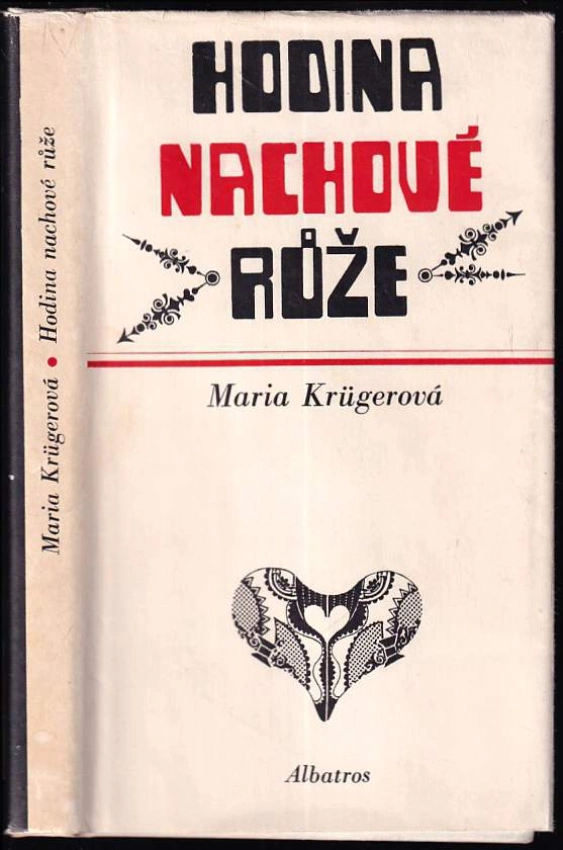 HODINA
NACHOVÉ
RŮŽE
Maria Krügerová
Albatros
Maria Krügerová • Hodina nachové růže